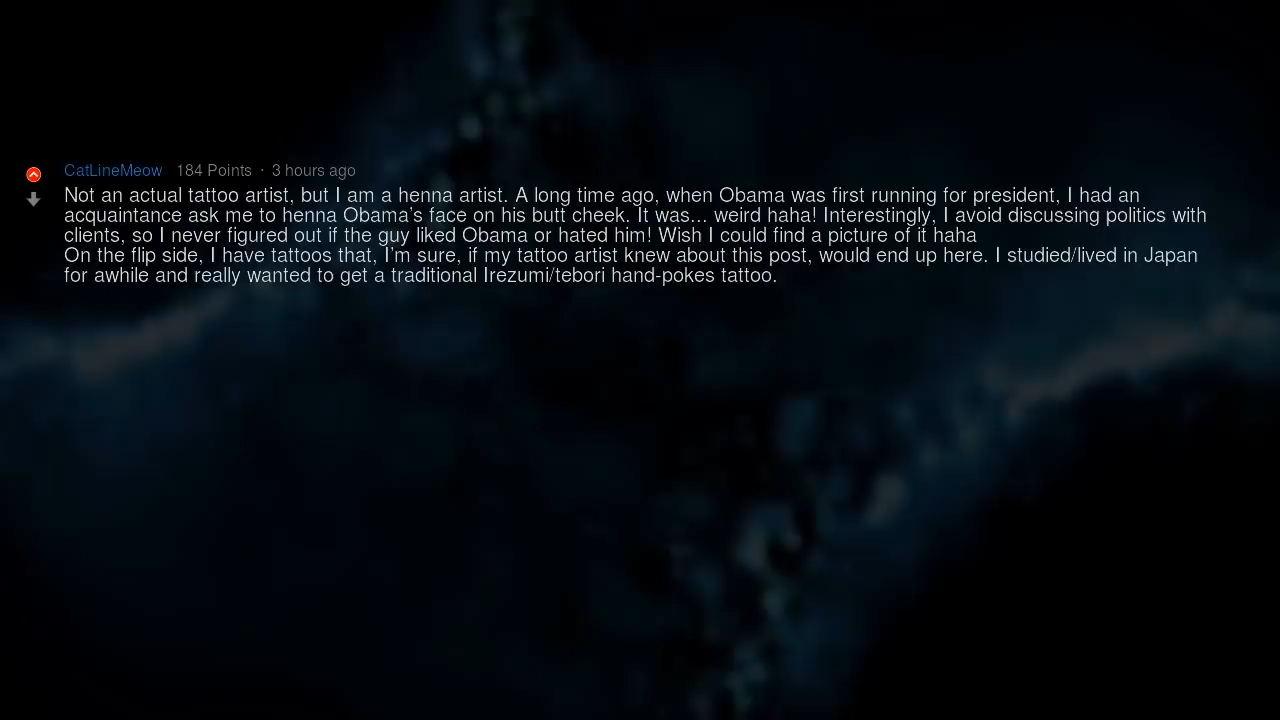 CatLineMeow 184 Points · 3 hours ago
Not an actual tattoo artist, but I am a henna artist. A long time ago, when Obama was first running for president, I had an
acquaintance ask me to henna Obama's face on his butt cheek. It was... weird haha! Interestingly, I avoid discussing politics with
clients, so I never figured out if the guy liked Obama or hated him! Wish I could find a picture of it haha
On the flip side, I have tattoos that, I'm sure, if my tattoo artist knew about this post, would end up here. I studied/lived in Japan
for awhile and really wanted to get a traditional Irezumi/tebori hand-pokes tattoo.